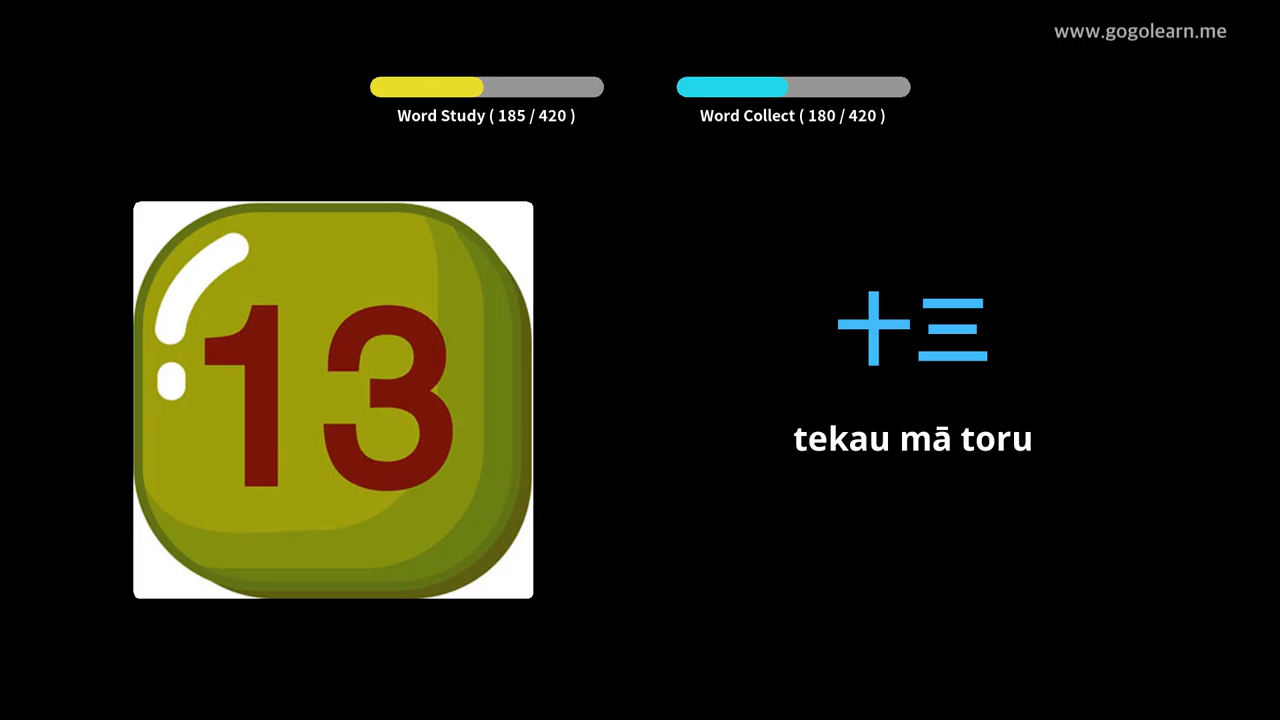 www.gogolearn.me
Word Study ( 185 / 420 )
Word Collect ( 180 / 420 )
13
十三
tekau mā toru